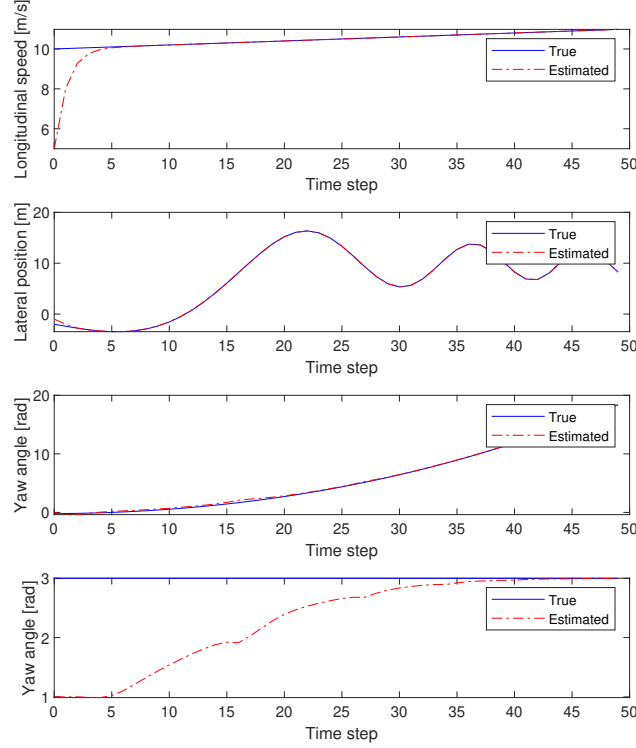 Longitudinal speed [m/s]
10
8
6
True
Estimated
0 5 10 15 20 25 30 35 40 45 50
Time step
Lateral position [m]
20
10
0
True
Estimated
0 5 10 15 20 25 30 35 40 45 50
Time step
Yaw angle [rad]
20
10
0
True
Estimated
0 5 10 15 20 25 30 35 40 45 50
Time step
Yaw angle [rad]
3
2
1
True
Estimated
0 5 10 15 20 25 30 35 40 45 50
Time step